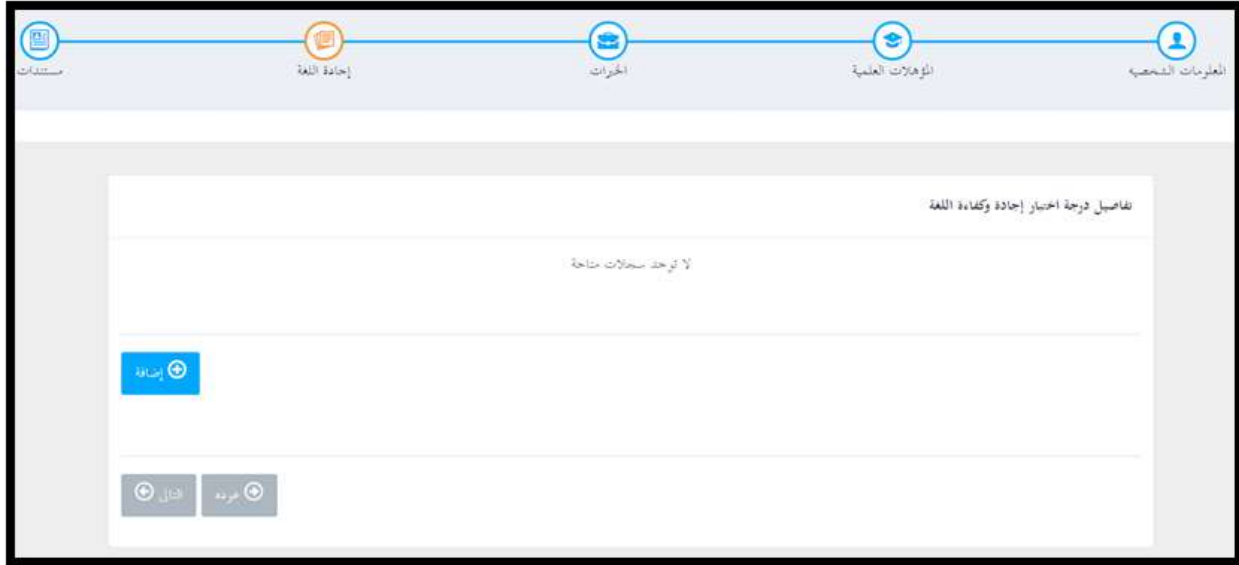 المعلومات الشخصية
المؤهلات العلمية
الخبرات
إجادة اللغة
مستندات
تفاصيل درجة اختبار إجادة وكفاءة اللغة
لا توجد سجلات متاحة
إضافة
عودة
التالي